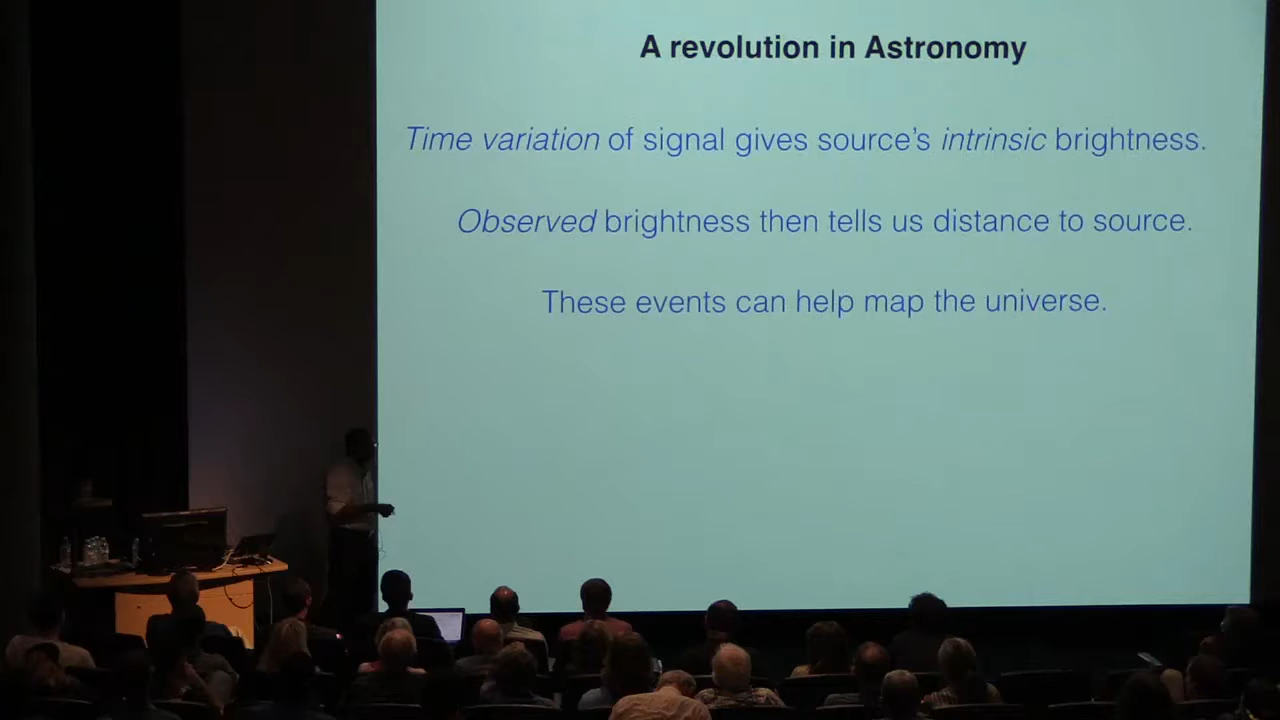 A revolution in Astronomy
Time variation of signal gives source's intrinsic brightness.
Observed brightness then tells us distance to source.
These events can help map the universe.